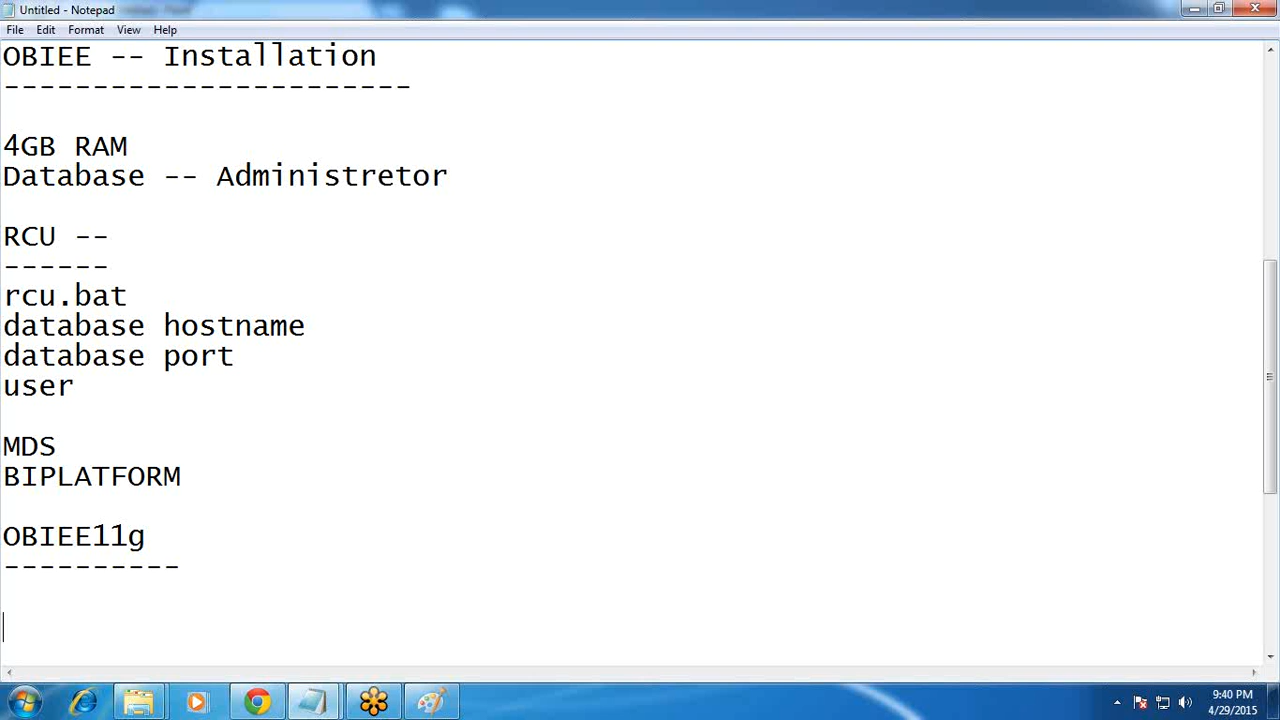 Untitled - Notepad
File Edit Format View Help
OBIEE -- Installation
-----------------------
4GB RAM
Database -- Administretor
RCU --
------
rcu.bat
database hostname
database port
user
MDS
BIPLATFORM
OBIEE11g
----------
9:40 PM
4/29/2015